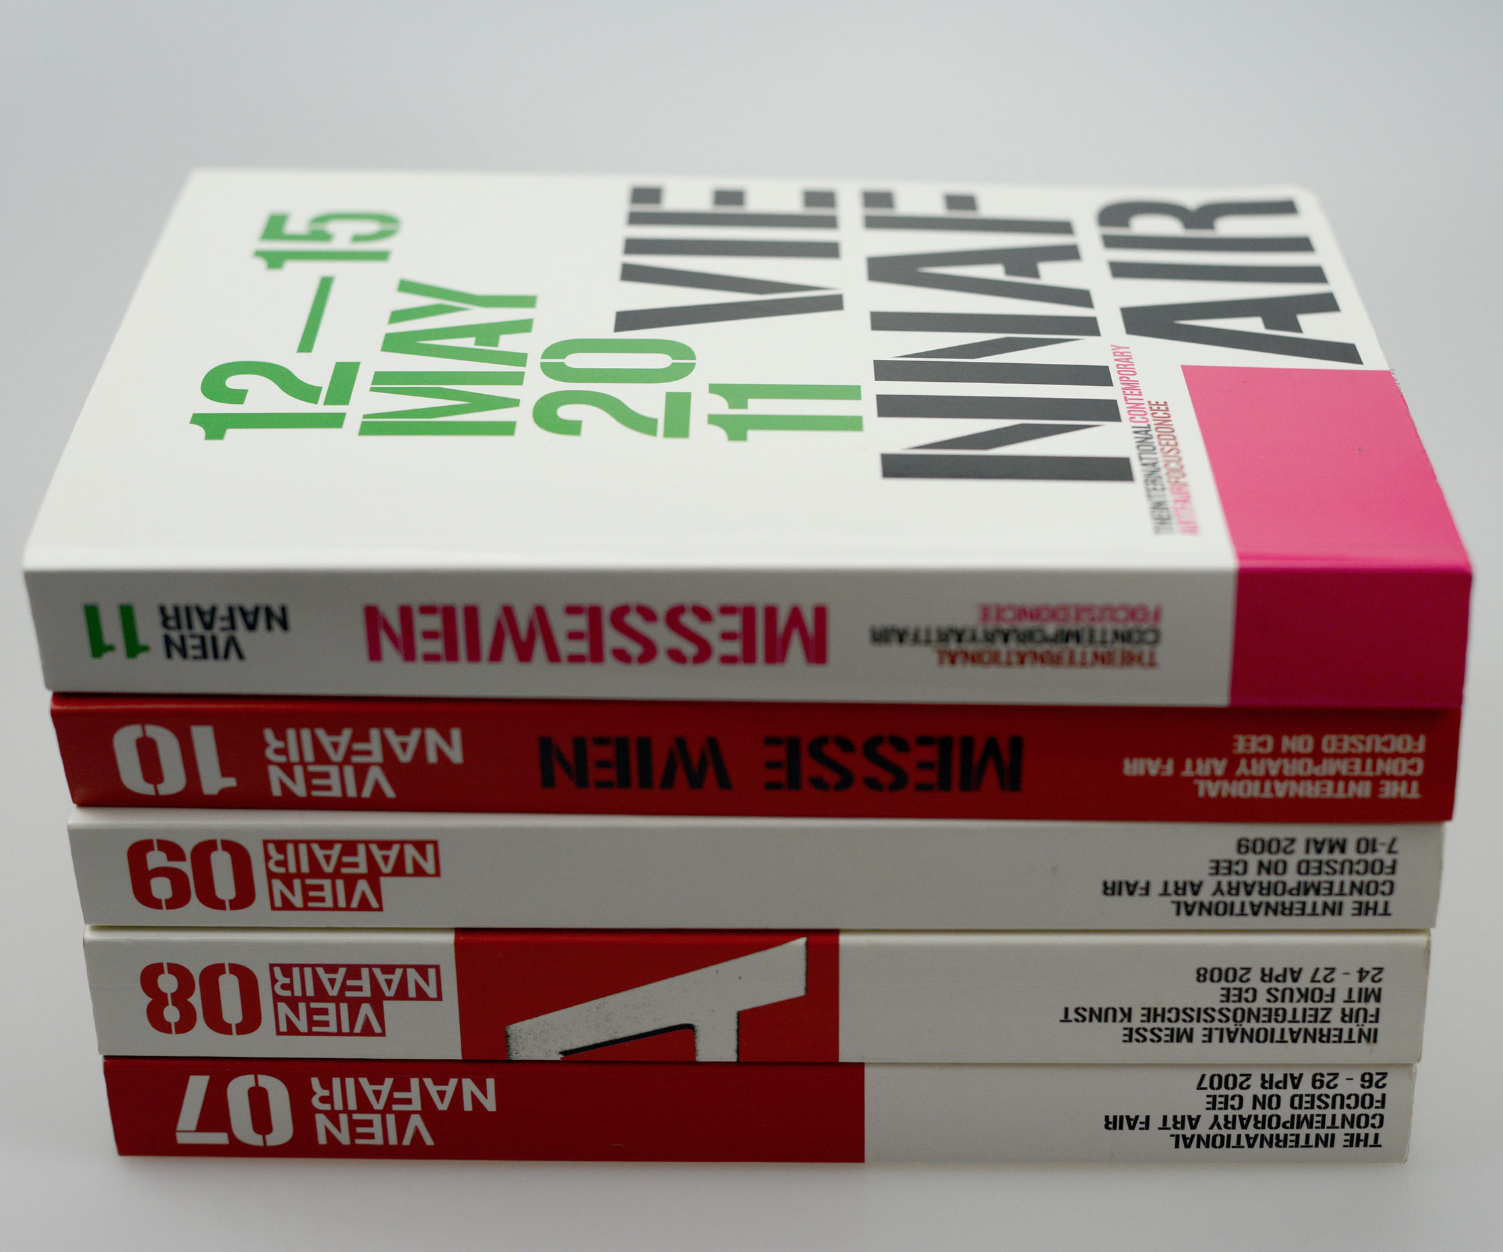 12—15
MAY
20
11
VIE
NNAF
AIR
THEINTERNATIONALCONTEMPORARY
ARTFAIRFOCUSEDONCEE
THEINTERNATIONAL
CONTEMPORARYARTFAIR
FOCUSEDONCEE
MESSEWIEN
VIEN
NAFAIR
11
THE INTERNATIONAL
CONTEMPORARY ART FAIR
FOCUSED ON CEE
MESSE WIEN
VIEN
NAFAIR
10
THE INTERNATIONAL
CONTEMPORARY ART FAIR
FOCUSED ON CEE
7-10 MAI 2009
VIEN
NAFAIR
09
INTERNATIONALE MESSE
FÜR ZEITGENÖSSISCHE KUNST
MIT FOKUS CEE
24 - 27 APR 2008
VIEN
NAFAIR
08
THE INTERNATIONAL
CONTEMPORARY ART FAIR
FOCUSED ON CEE
26 - 29 APR 2007
VIEN
NAFAIR
07